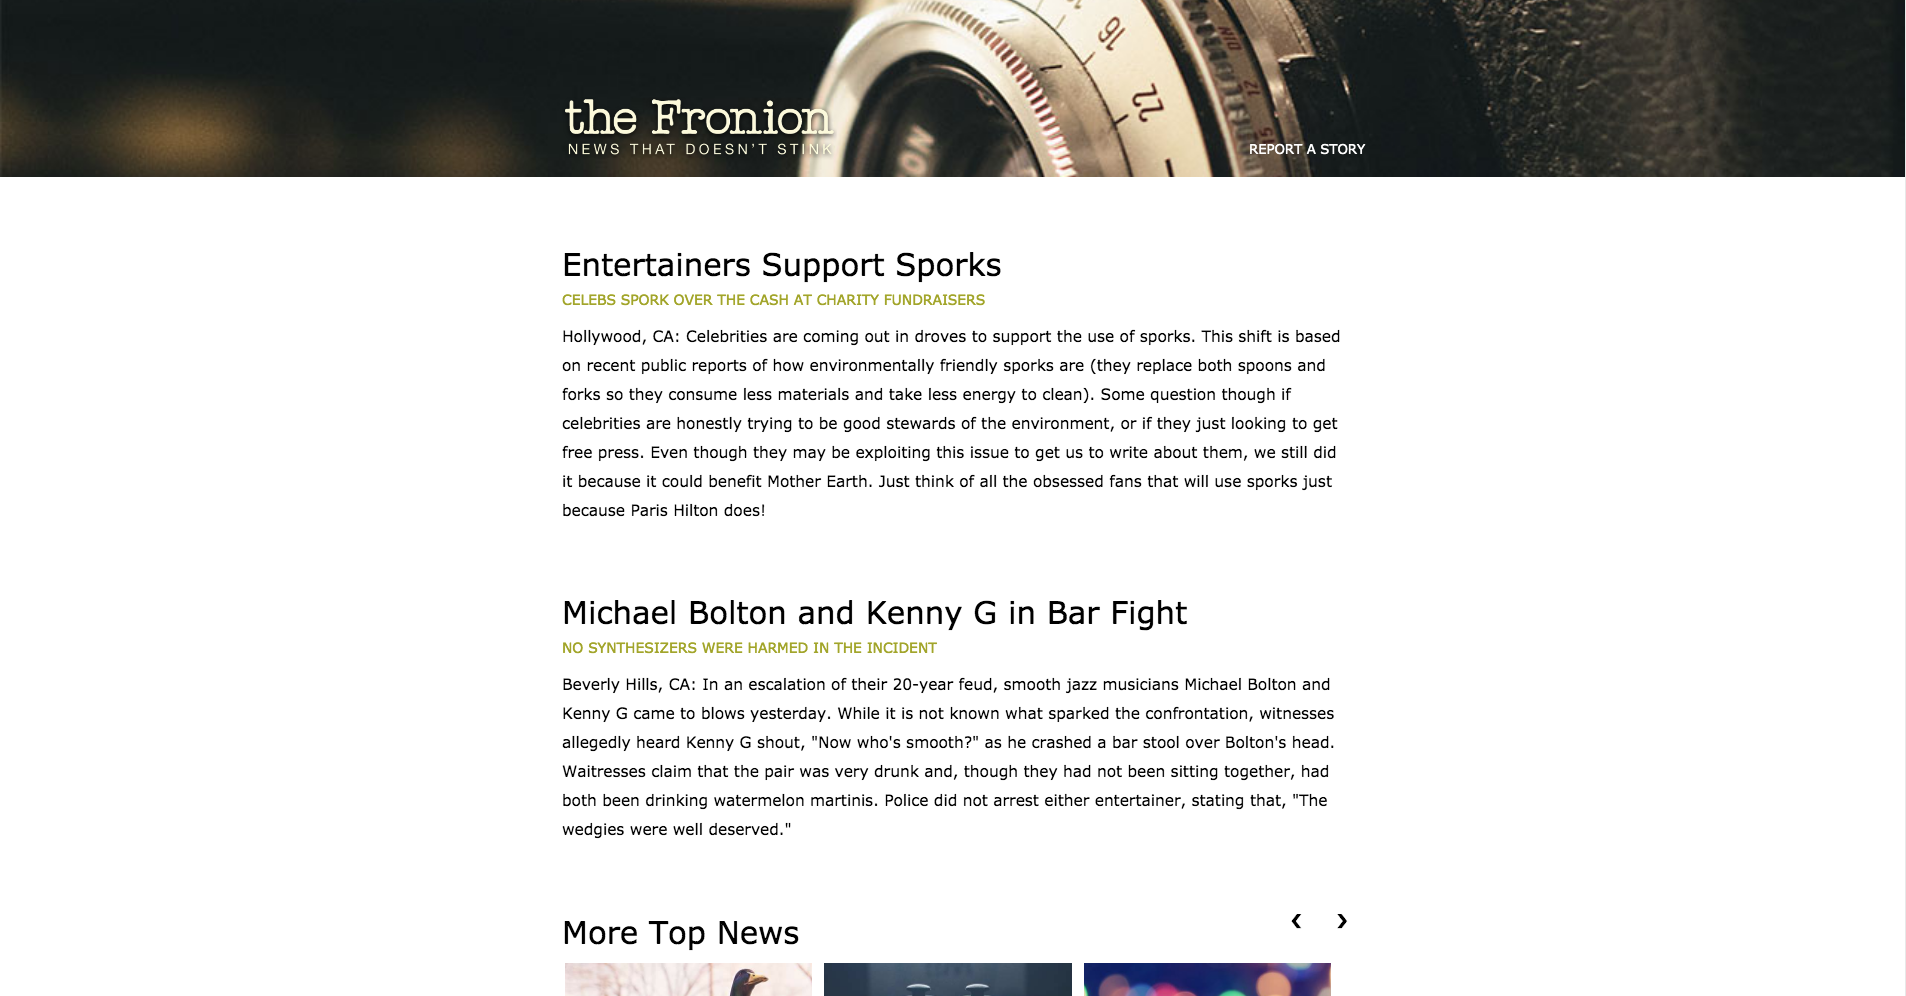 the Fronion
NEWS THAT DOESN'T STINK
REPORT A STORY
16
22
DIN
12
15
ON
Entertainers Support Sporks
CELEBS SPORK OVER THE CASH AT CHARITY FUNDRAISERS
Hollywood, CA: Celebrities are coming out in droves to support the use of sporks. This shift is based
on recent public reports of how environmentally friendly sporks are (they replace both spoons and
forks so they consume less materials and take less energy to clean). Some question though if
celebrities are honestly trying to be good stewards of the environment, or if they just looking to get
free press. Even though they may be exploiting this issue to get us to write about them, we still did
it because it could benefit Mother Earth. Just think of all the obsessed fans that will use sporks just
because Paris Hilton does!
Michael Bolton and Kenny G in Bar Fight
NO SYNTHESIZERS WERE HARMED IN THE INCIDENT
Beverly Hills, CA: In an escalation of their 20-year feud, smooth jazz musicians Michael Bolton and
Kenny G came to blows yesterday. While it is not known what sparked the confrontation, witnesses
allegedly heard Kenny G shout, "Now who's smooth?" as he crashed a bar stool over Bolton's head.
Waitresses claim that the pair was very drunk and, though they had not been sitting together, had
both been drinking watermelon martinis. Police did not arrest either entertainer, stating that, "The
wedgies were well deserved."
More Top News